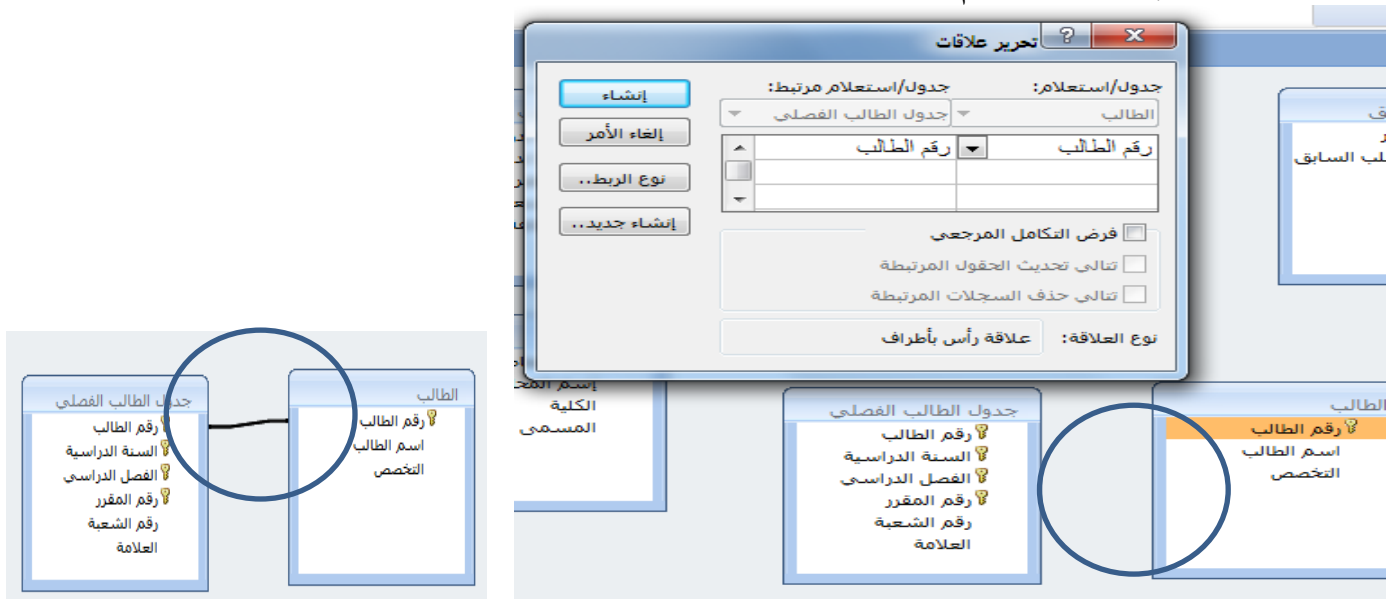 تحرير علاقات
جدول/استعلام:
جدول/استعلام مرتبط:
الطالب
جدول الطالب الفصلي
رقم الطالب
رقم الطالب
فرض التكامل المرجعي
تتالي تحديث الحقول المرتبطة
تتالي حذف السجلات المرتبطة
نوع العلاقة:
علاقة رأس بأطراف
إنشاء
إلغاء الأمر
نوع الربط..
إنشاء جديد..
السابق
الكلية
المسمى
الطالب
رقم الطالب
اسم الطالب
التخصص
جدول الطالب الفصلي
رقم الطالب
السنة الدراسية
الفصل الدراسي
رقم المقرر
رقم الشعبة
العلامة
الطالب
رقم الطالب
اسم الطالب
التخصص
جدول الطالب الفصلي
رقم الطالب
السنة الدراسية
الفصل الدراسي
رقم المقرر
رقم الشعبة
العلامة